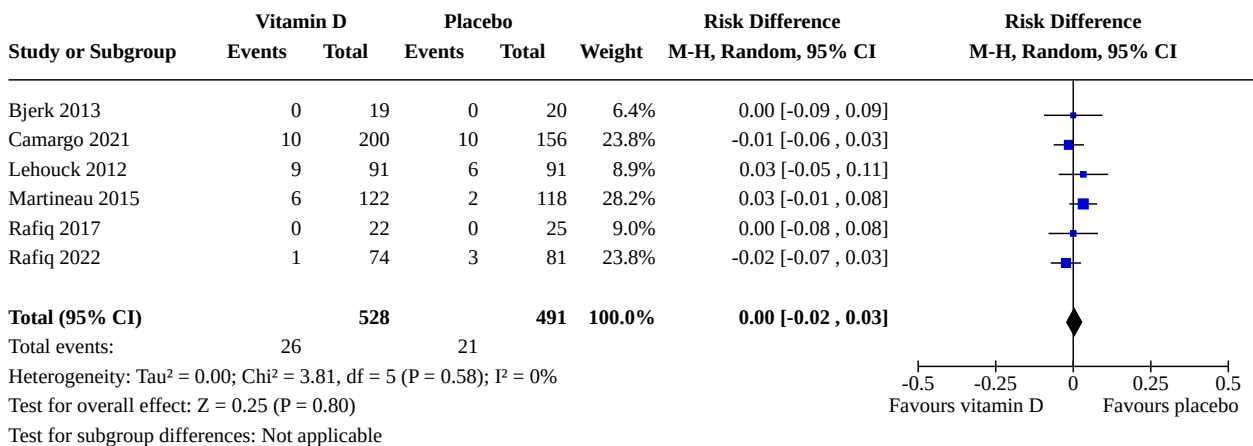 Vitamin D Placebo Risk Difference Risk Difference
Study or Subgroup Events Total Events Total Weight M-H, Random, 95% CI M-H, Random, 95% CI
Bjerk 2013 0 19 0 20 6.4% 0.00 [-0.09 , 0.09]
Camargo 2021 10 200 10 156 23.8% -0.01 [-0.06 , 0.03]
Lehouck 2012 9 91 6 91 8.9% 0.03 [-0.05 , 0.11]
Martineau 2015 6 122 2 118 28.2% 0.03 [-0.01 , 0.08]
Rafiq 2017 0 22 0 25 9.0% 0.00 [-0.08 , 0.08]
Rafiq 2022 1 74 3 81 23.8% -0.02 [-0.07 , 0.03]
Total (95% CI) 528 491 100.0% 0.00 [-0.02 , 0.03]
Total events: 26 21
Heterogeneity: Tau² = 0.00; Chi² = 3.81, df = 5 (P = 0.58); I² = 0%
Test for overall effect: Z = 0.25 (P = 0.80)
Test for subgroup differences: Not applicable
-0.5 -0.25 0 0.25 0.5
Favours vitamin D Favours placebo